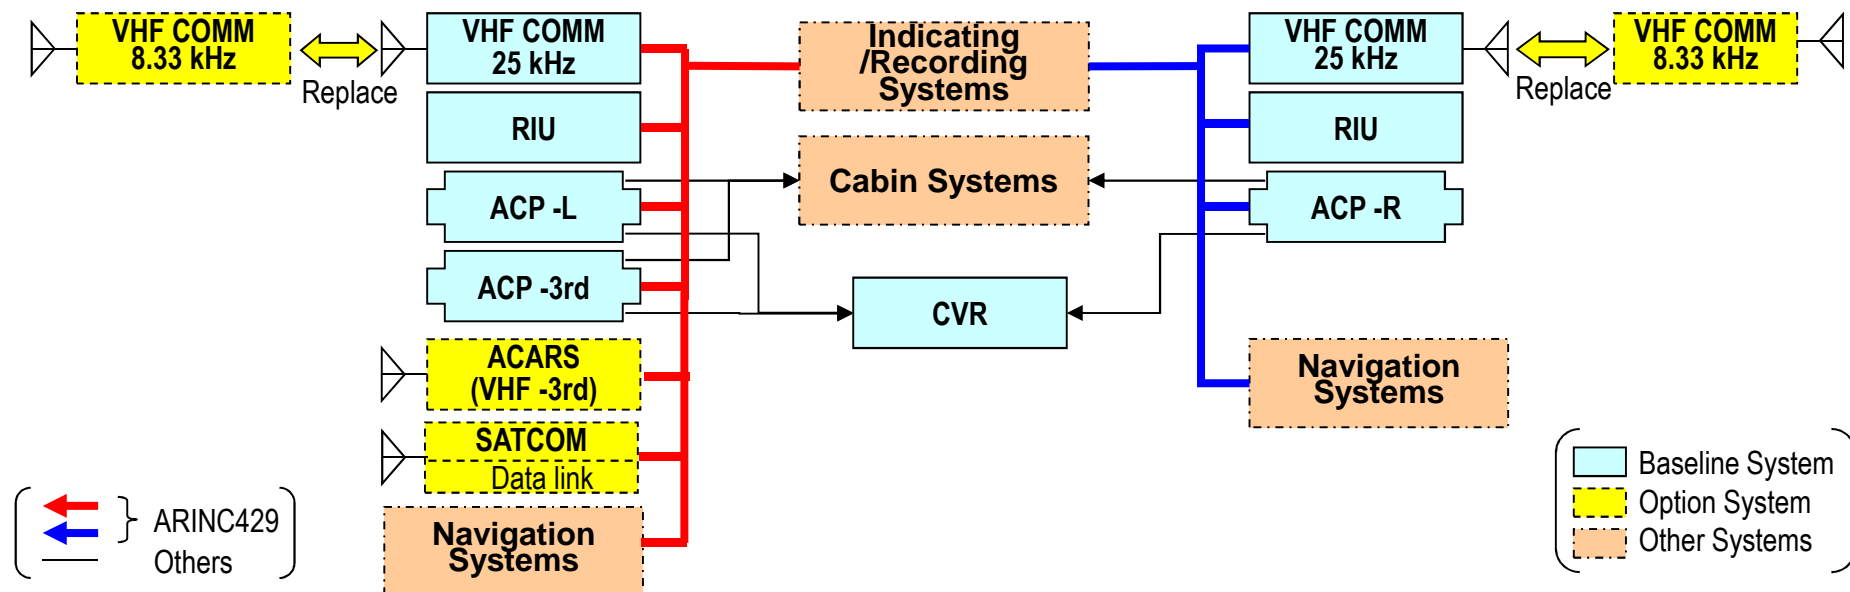 VHF COMM
8.33 kHz
Replace
VHF COMM
25 kHz
Indicating
/Recording
Systems
VHF COMM
25 kHz
Replace
VHF COMM
8.33 kHz
RIU
RIU
Cabin Systems
ACP -L
ACP -R
ACP -3rd
CVR
ACARS
(VHF -3rd)
Navigation
Systems
SATCOM
Data link
Navigation
Systems
ARINC429
Others
Baseline System
Option System
Other Systems